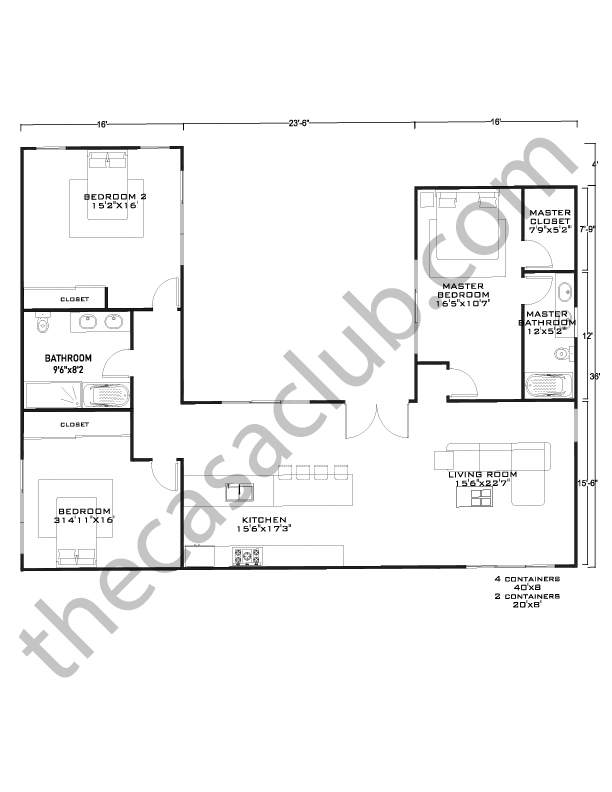 16'
23'-6"
16'
4'
BEDROOM 2
15'2"X16'
MASTER
CLOSET
7'9"x5'2"
7'-9"
MASTER
BEDROOM
16'5"x10'7"
CLOSET
MASTER
BATHROOM
12'x5'2"
12'
BATHROOM
9'6"x8'2
36'
CLOSET
LIVING ROOM
15'6"x22'7"
15'-6"
BEDROOM
314'11"X16'
KITCHEN
15'6"x17'3"
4 CONTAINERS
40'x8
2 CONTAINERS
20'x8'
thecasaclub.com